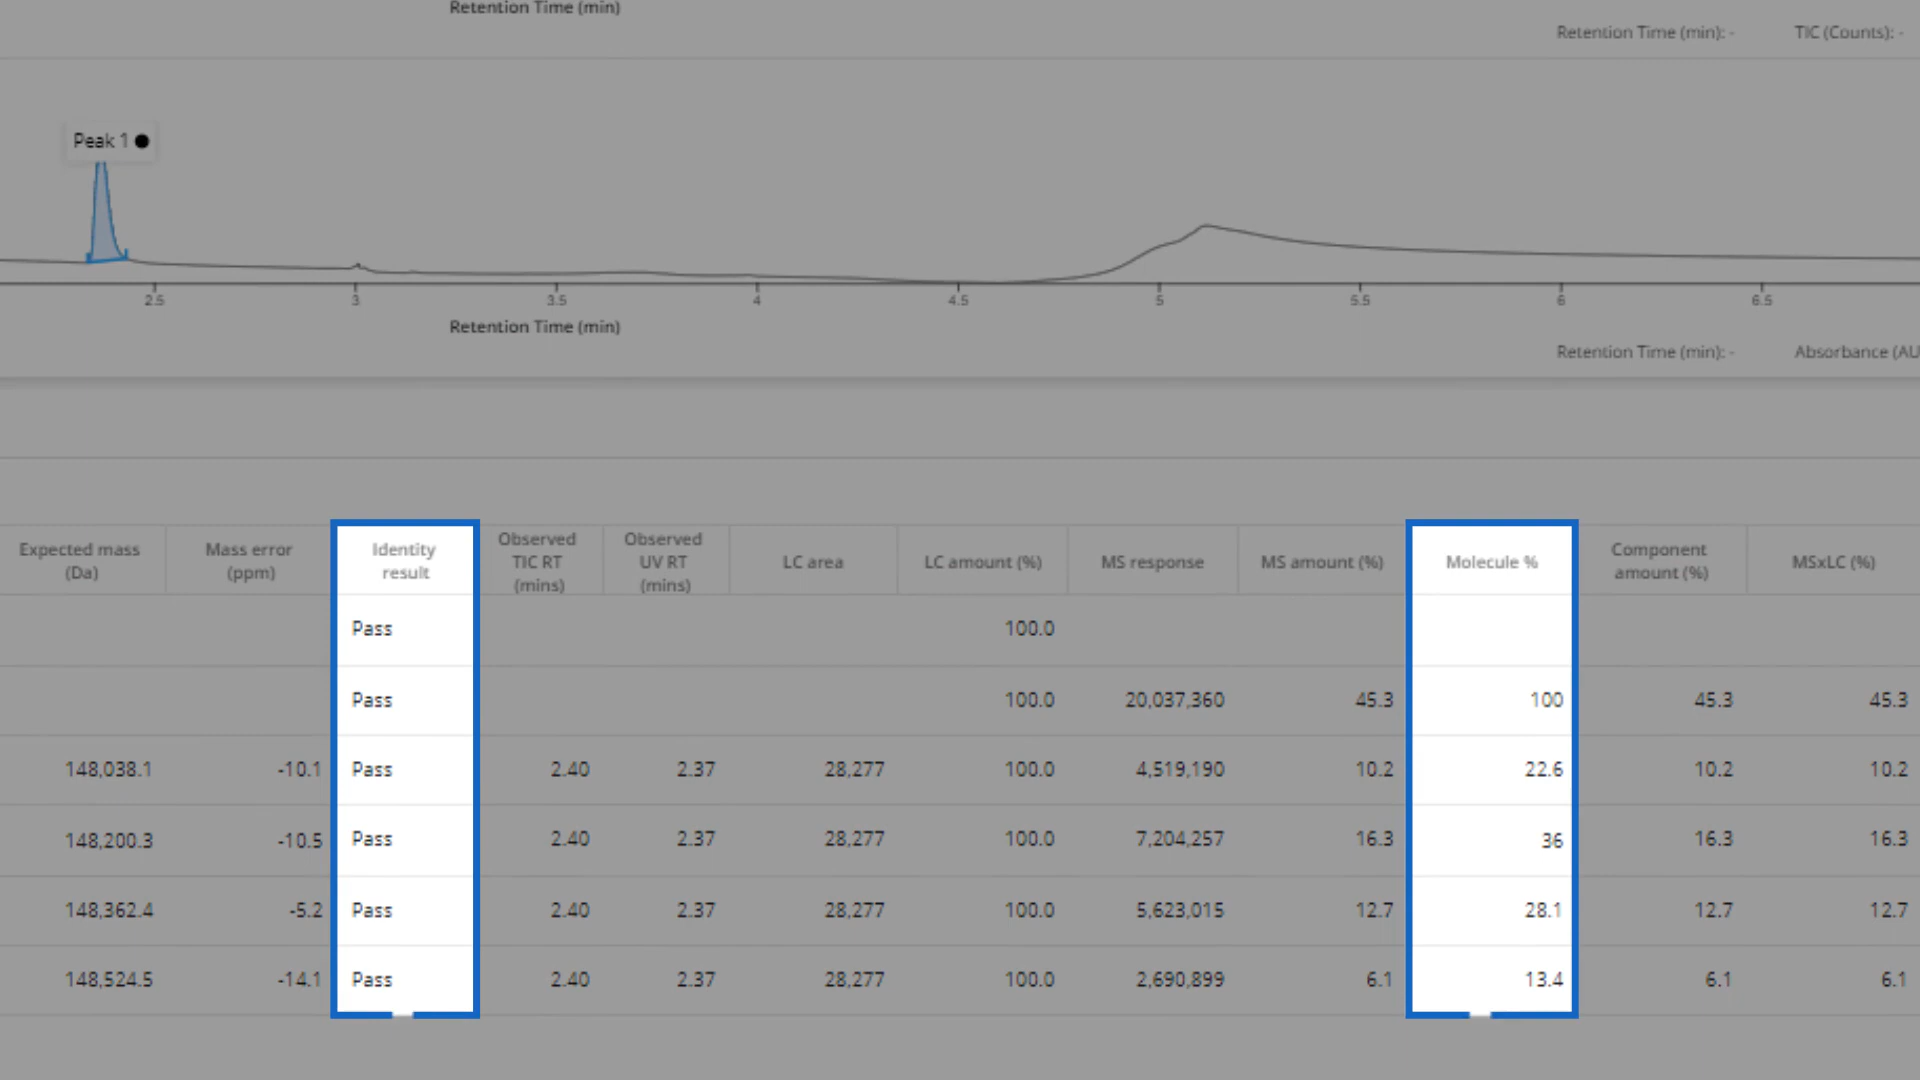 Retention Time (min)
Retention Time (min): - TIC (Counts): -
Peak 1
2.5 3 3.5 4 4.5 5 5.5 6 6.5
Retention Time (min)
Retention Time (min): - Absorbance (AU
Expected mass (Da) Mass error (ppm) Identity result Observed TIC RT (mins) Observed UV RT (mins) LC area LC amount (%) MS response MS amount (%) Molecule % Component amount (%) MSxLC (%)
Pass 100.0
Pass 100.0 20,037,360 45.3 100 45.3 45.3
148,038.1 -10.1 Pass 2.40 2.37 28,277 100.0 4,519,190 10.2 22.6 10.2 10.2
148,200.3 -10.5 Pass 2.40 2.37 28,277 100.0 7,204,257 16.3 36 16.3 16.3
148,362.4 -5.2 Pass 2.40 2.37 28,277 100.0 5,623,015 12.7 28.1 12.7 12.7
148,524.5 -14.1 Pass 2.40 2.37 28,277 100.0 2,690,899 6.1 13.4 6.1 6.1